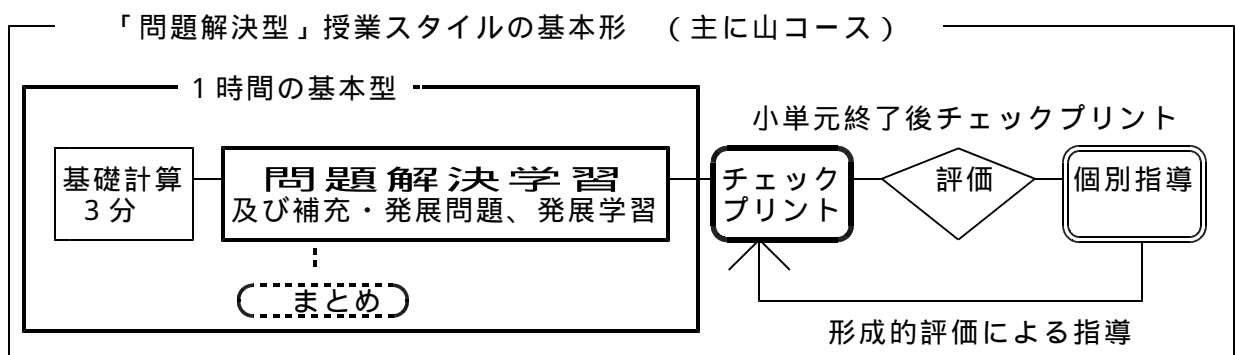 「問題解決型」授業スタイルの基本形　（主に山コース）
1時間の基本型
小単元終了後チェックプリント
基礎計算
3分
問題解決学習
及び補充・発展問題、発展学習
まとめ
チェック
プリント
評価
個別指導
形成的評価による指導